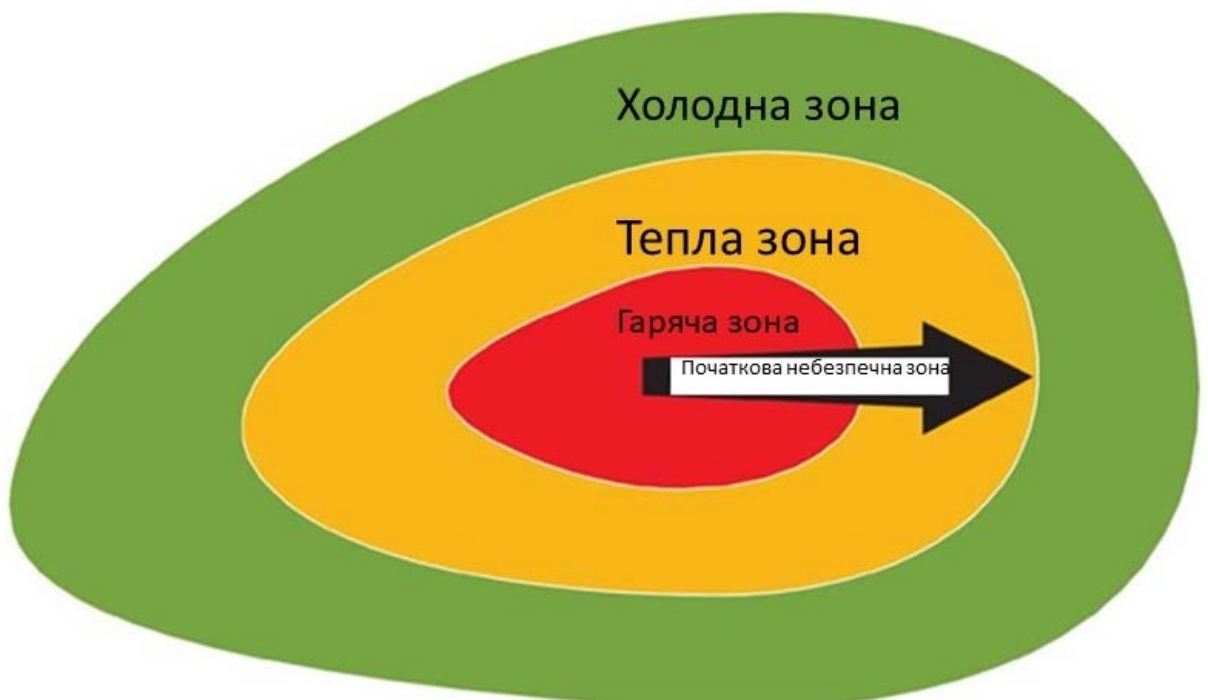 Холодна зона
Тепла зона
Гаряча зона
Початкова небезпечна зона